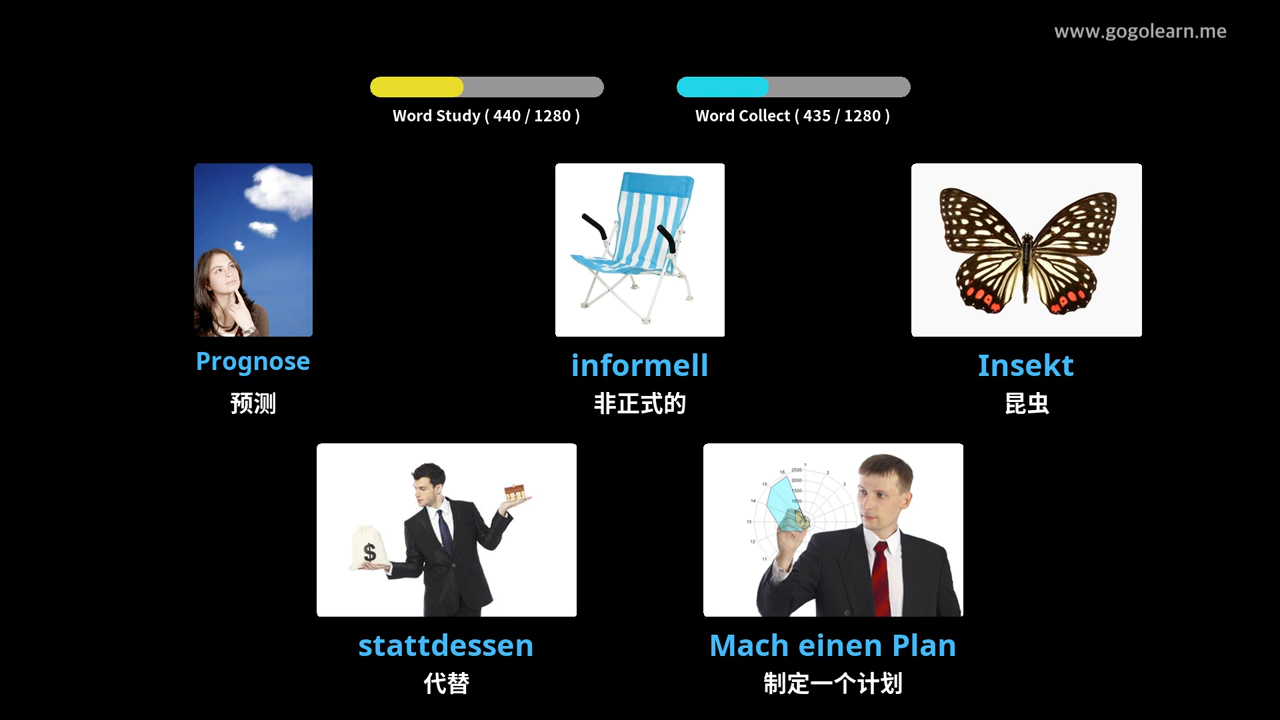 www.gogolearn.me
Word Study ( 440 / 1280 )
Word Collect ( 435 / 1280 )
Prognose
预测
informell
非正式的
Insekt
昆虫
$
stattdessen
代替
Mach einen Plan
制定一个计划